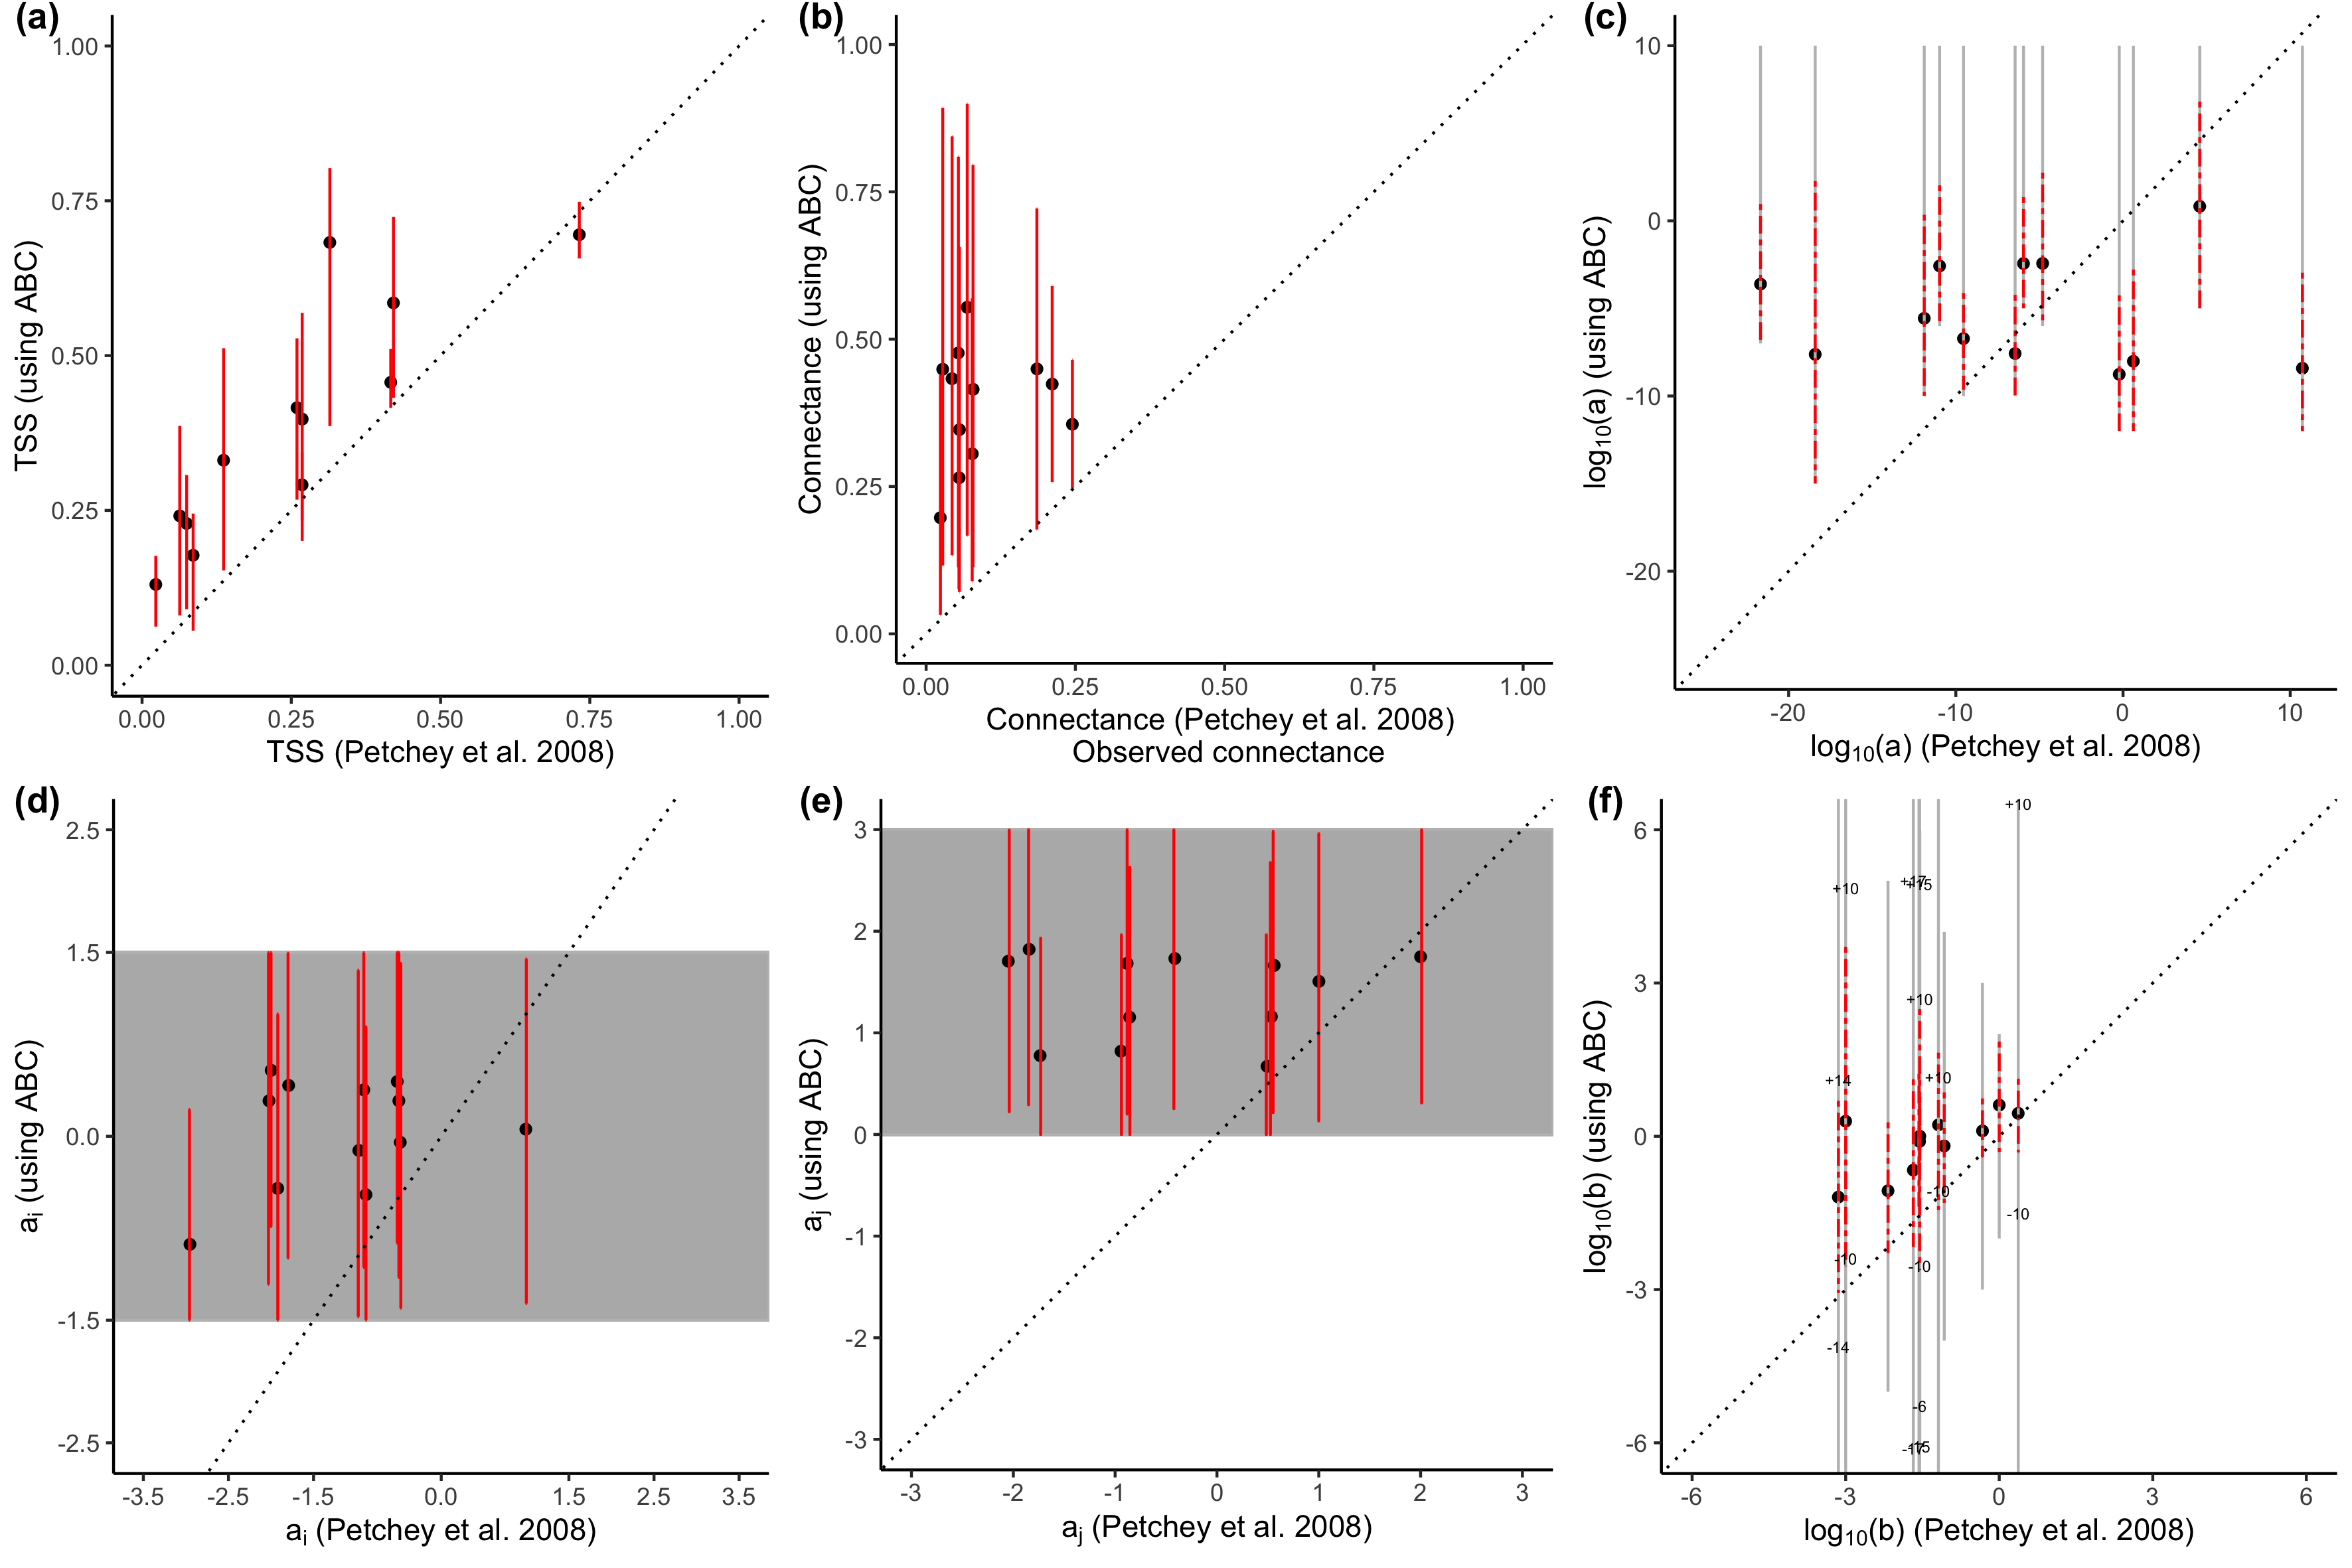 (a)
1.00
0.75
0.50
0.25
0.00
TSS (using ABC)
0.00 0.25 0.50 0.75 1.00
TSS (Petchey et al. 2008)
(b)
1.00
0.75
0.50
0.25
0.00
Connectance (using ABC)
0.00 0.25 0.50 0.75 1.00
Connectance (Petchey et al. 2008)
Observed connectance
(c)
10
0
-10
-20
log10(a) (using ABC)
-20 -10 0 10
log10(a) (Petchey et al. 2008)
(d)
2.5
1.5
0.0
-1.5
-2.5
ai (using ABC)
-3.5 -2.5 -1.5 0.0 1.5 2.5 3.5
ai (Petchey et al. 2008)
(e)
3
2
1
0
-1
-2
-3
aj (using ABC)
-3 -2 -1 0 1 2 3
aj (Petchey et al. 2008)
(f)
6
3
0
-3
-6
log10(b) (using ABC)
+10
+10
+17
+15
+10
+14
+10
-10
-10
-10
-10
-14
-6
-17
-15
-6 -3 0 3 6
log10(b) (Petchey et al. 2008)